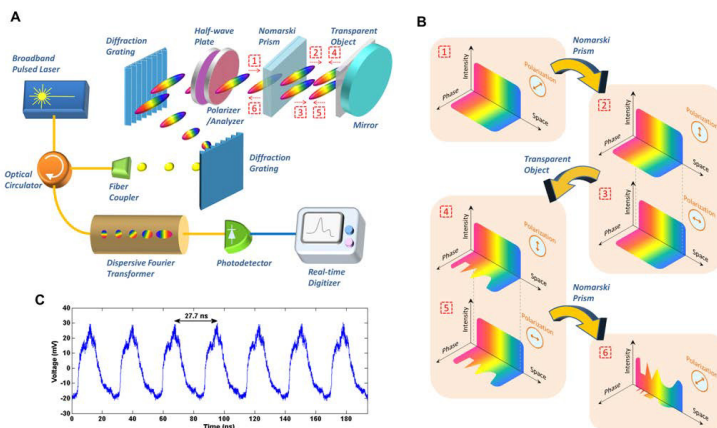 A
Broadband
Pulsed Laser
Diffraction
Grating
Half-wave
Plate
Nomarski
Prism
Transparent
Object
1
2
4
6
3
5
Polarizer
/Analyzer
Mirror
Optical
Circulator
Fiber
Coupler
Diffraction
Grating
Dispersive Fourier
Transformer
Photodetector
Real-time
Digitizer
B
1
Intensity
Phase
Space
Polarization
Nomarski
Prism
2
Intensity
Phase
Space
Polarization
Transparent
Object
3
Intensity
Phase
Space
Polarization
4
Intensity
Phase
Space
Polarization
5
Intensity
Phase
Space
Polarization
Nomarski
Prism
6
Intensity
Phase
Space
Polarization
C
27.7 ns
Voltage (mV)
40
30
20
10
0
-10
-20
-30
0
20
40
60
80
100
120
140
160
180
Time (ns)